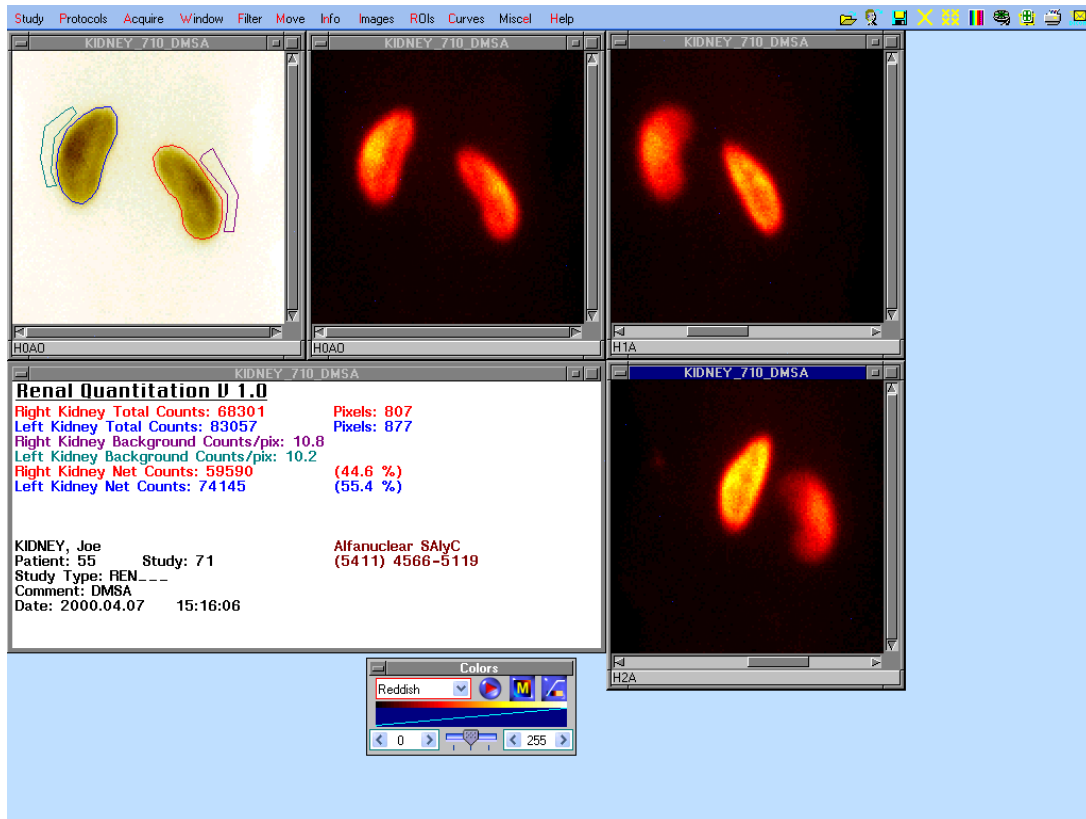 Study Protocols Acquire Window Filter Move Info Images ROIs Curves Miscel Help
KIDNEY_710_DMSA
KIDNEY_710_DMSA
KIDNEY_710_DMSA
H0A0
H0A0
H1A
KIDNEY_710_DMSA
KIDNEY_710_DMSA
Renal Quantitation V 1.0
Right Kidney Total Counts: 68301 Pixels: 807
Left Kidney Total Counts: 83057 Pixels: 877
Right Kidney Background Counts/pix: 10.8
Left Kidney Background Counts/pix: 10.2
Right Kidney Net Counts: 59590 (44.6 %)
Left Kidney Net Counts: 74145 (55.4 %)
KIDNEY, Joe Alfanuclear SAIyC
Patient: 55 Study: 71 (5411) 4566-5119
Study Type: REN___
Comment: DMSA
Date: 2000.04.07 15:16:06
H2A
Colors
Reddish
M
0 255